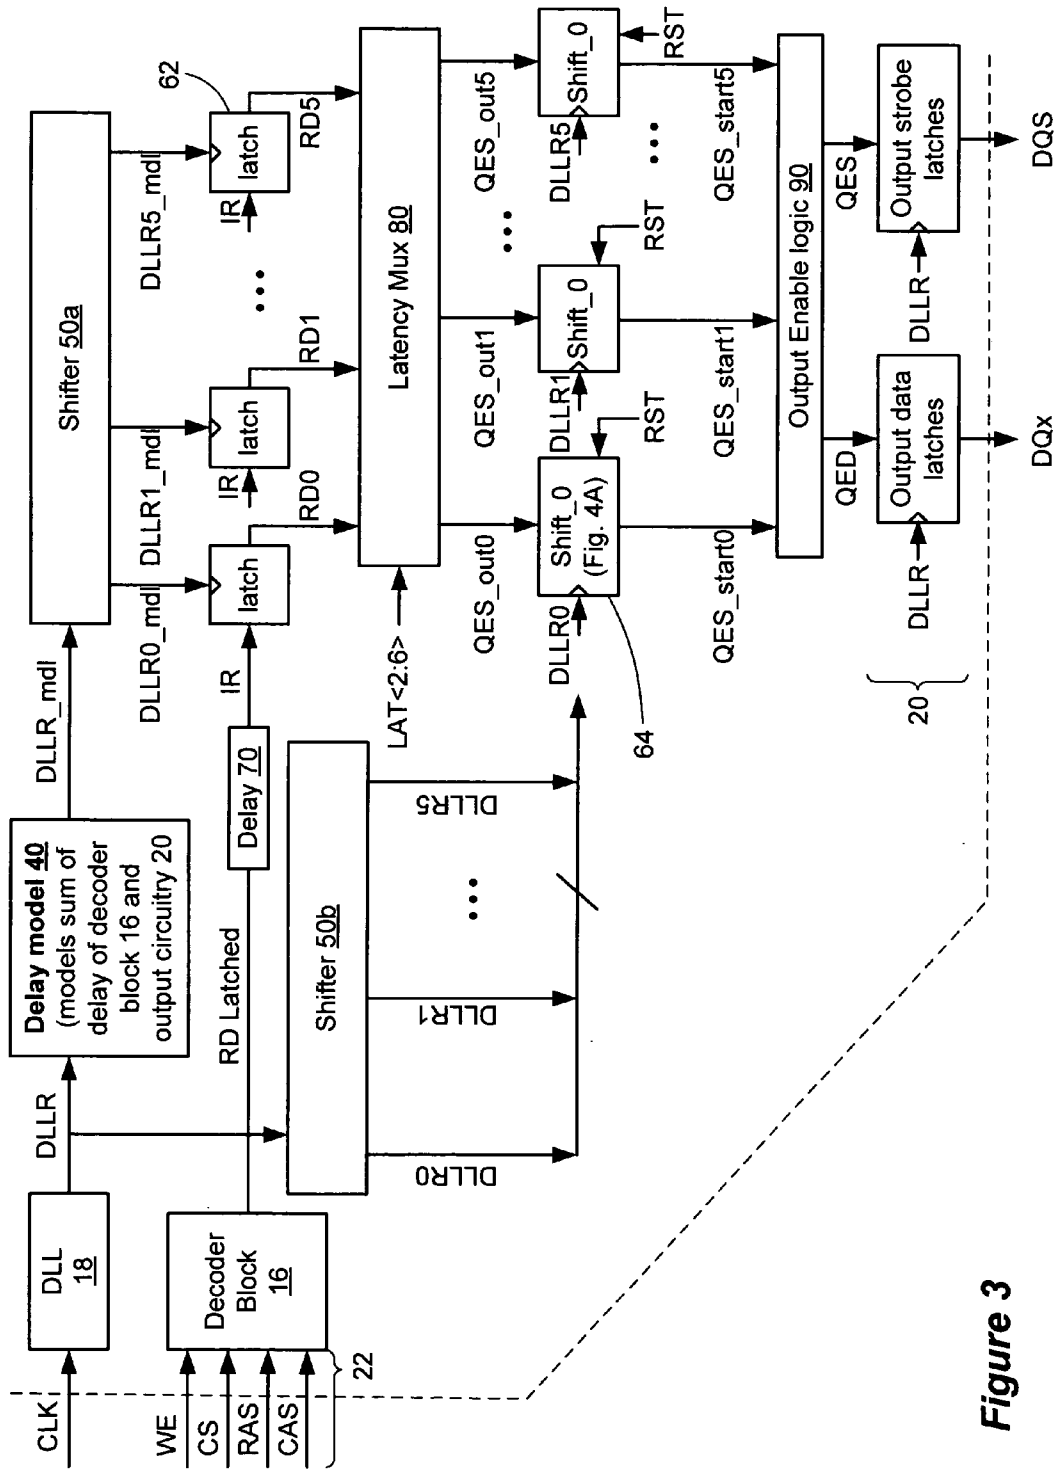 CLK
DLL
18
DLLR
Delay model 40
(models sum of
delay of decoder
block 16 and
output circuitry 20
DLLR_mdl
Shifter 50a
WE
CS
RAS
CAS
22
Decoder
Block
16
RD Latched
Delay 70
IR
DLLR0_mdl
DLLR1_mdl
DLLR5_mdl
latch
IR
latch
•••
IR
latch
62
RD0
RD1
RD5
Shifter 50b
DLLR0
DLLR1
•••
DLLR5
LAT<2:6>
Latency Mux 80
QES_out0
QES_out1
•••
QES_out5
DLLR0
Shift_0
(Fig. 4A)
RST
64
DLLR1
Shift_0
RST
DLLR5
Shift_0
RST
•••
QES_start0
QES_start1
QES_start5
Output Enable logic 90
QED
QES
20
DLLR
Output data
latches
DLLR
Output strobe
latches
DQx
DQS
Figure 3